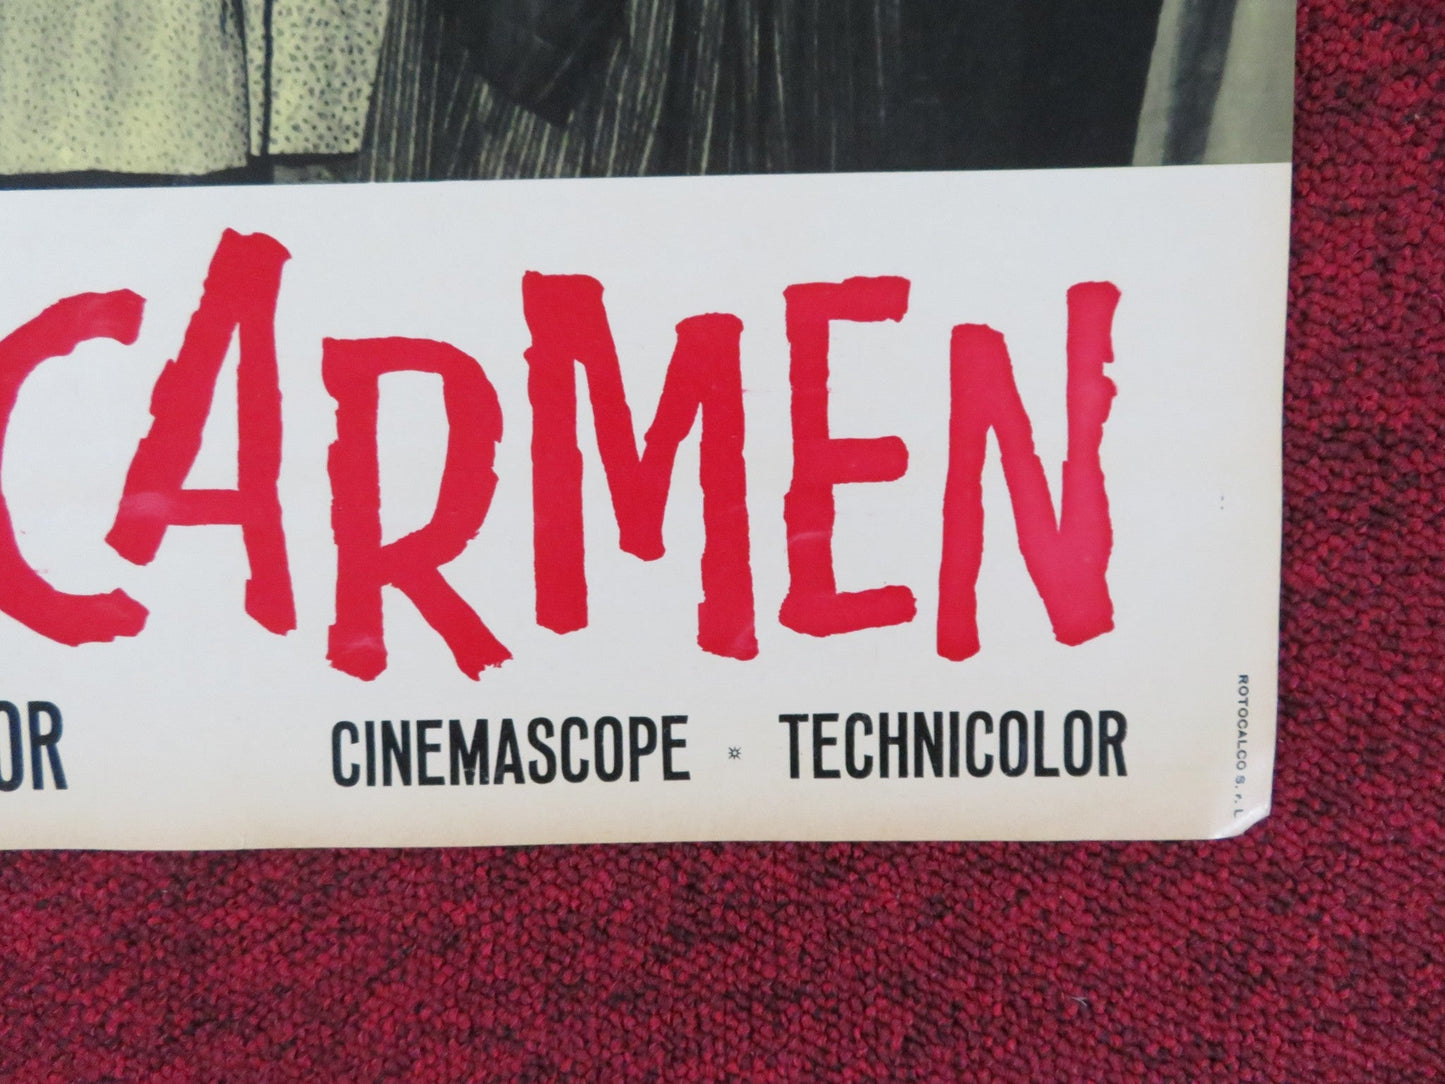 CARMEN
OR CINEMASCOPE ☼ TECHNICOLOR
ROTOCALCO S. r. L